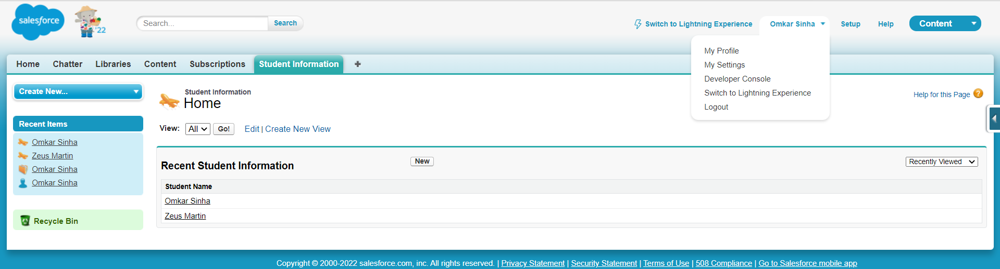 salesforce
'22
Search...
Search
Switch to Lightning Experience
Omkar Sinha
Setup
Help
Content
My Profile
My Settings
Developer Console
Switch to Lightning Experience
Logout
Home Chatter Libraries Content Subscriptions Student Information +
Create New...
Recent Items
Omkar Sinha
Zeus Martin
Omkar Sinha
Omkar Sinha
Recycle Bin
Student Information
Home
Help for this Page ?
View: All Go! Edit | Create New View
Recent Student Information
New
Recently Viewed
Student Name
Omkar Sinha
Zeus Martin
Copyright © 2000-2022 salesforce.com, inc. All rights reserved. | Privacy Statement | Security Statement | Terms of Use | 508 Compliance | Go to Salesforce mobile app